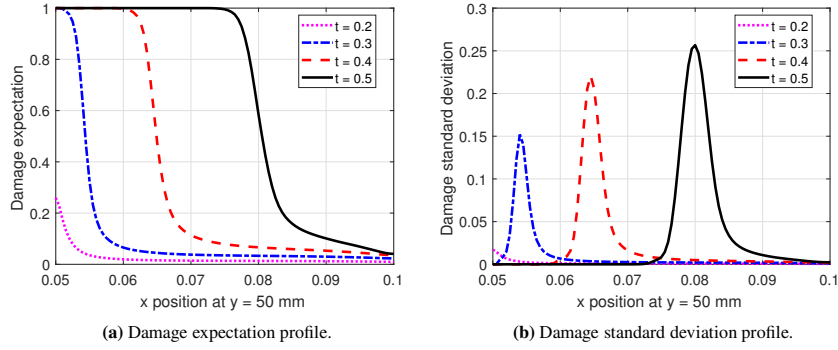 1
0.8
0.6
0.4
0.2
0
Damage expectation
t = 0.2
t = 0.3
t = 0.4
t = 0.5
0.05 0.06 0.07 0.08 0.09 0.1
x position at y = 50 mm
(a) Damage expectation profile.
0.3
0.25
0.2
0.15
0.1
0.05
0
Damage standard deviation
t = 0.2
t = 0.3
t = 0.4
t = 0.5
0.05 0.06 0.07 0.08 0.09 0.1
x position at y = 50 mm
(b) Damage standard deviation profile.